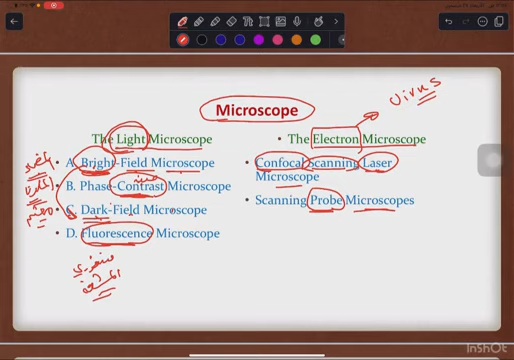 Microscope
virus
The Light Microscope
The Electron Microscope
A. Bright-Field Microscope
B. Phase-Contrast Microscope
C. Dark-Field Microscope
D. Fluorescence Microscope
• Confocal Scanning Laser
Microscope
• Scanning Probe Microscopes
InShOt